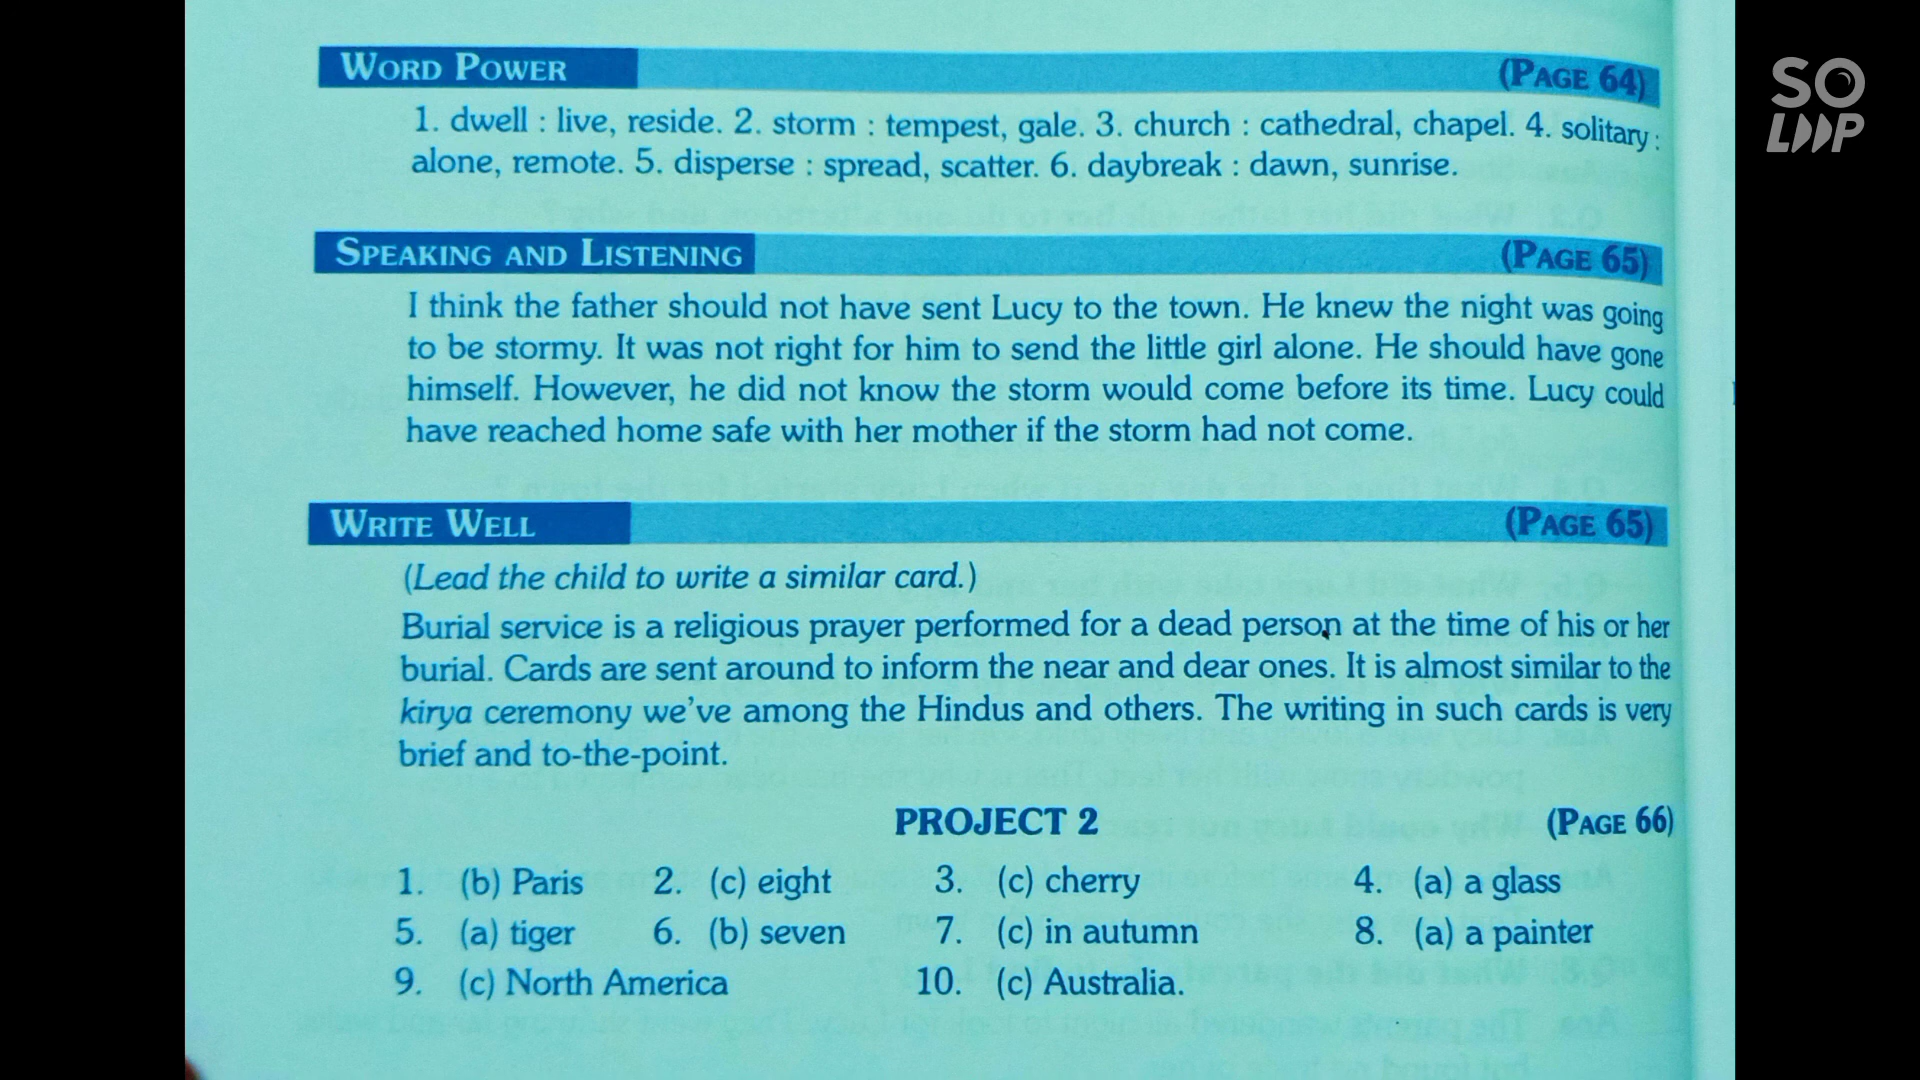 WORD POWER (PAGE 64)
1. dwell : live, reside. 2. storm : tempest, gale. 3. church : cathedral, chapel. 4. solitary :
alone, remote. 5. disperse : spread, scatter. 6. daybreak : dawn, sunrise.
SPEAKING AND LISTENING (PAGE 65)
I think the father should not have sent Lucy to the town. He knew the night was going
to be stormy. It was not right for him to send the little girl alone. He should have gone
himself. However, he did not know the storm would come before its time. Lucy could
have reached home safe with her mother if the storm had not come.
WRITE WELL (PAGE 65)
(Lead the child to write a similar card.)
Burial service is a religious prayer performed for a dead person at the time of his or her
burial. Cards are sent around to inform the near and dear ones. It is almost similar to the
kirya ceremony we've among the Hindus and others. The writing in such cards is very
brief and to-the-point.
PROJECT 2 (PAGE 66)
1. (b) Paris 2. (c) eight 3. (c) cherry 4. (a) a glass
5. (a) tiger 6. (b) seven 7. (c) in autumn 8. (a) a painter
9. (c) North America 10. (c) Australia.
SO
LOOP